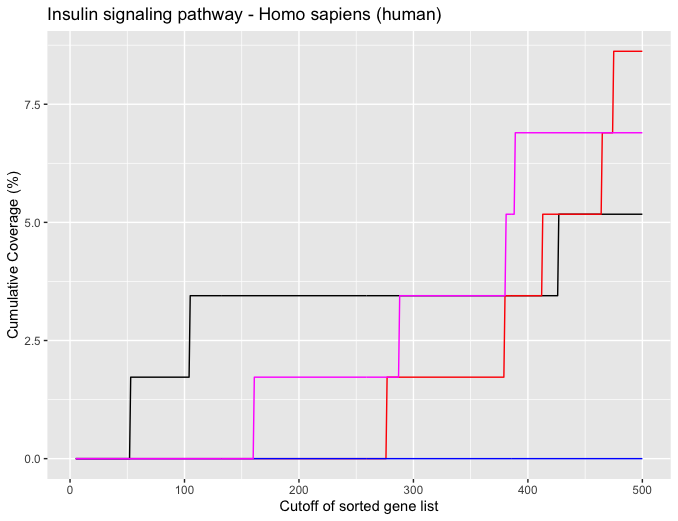 Insulin signaling pathway - Homo sapiens (human)
Cumulative Coverage (%)
7.5
5.0
2.5
0.0
0 100 200 300 400 500
Cutoff of sorted gene list